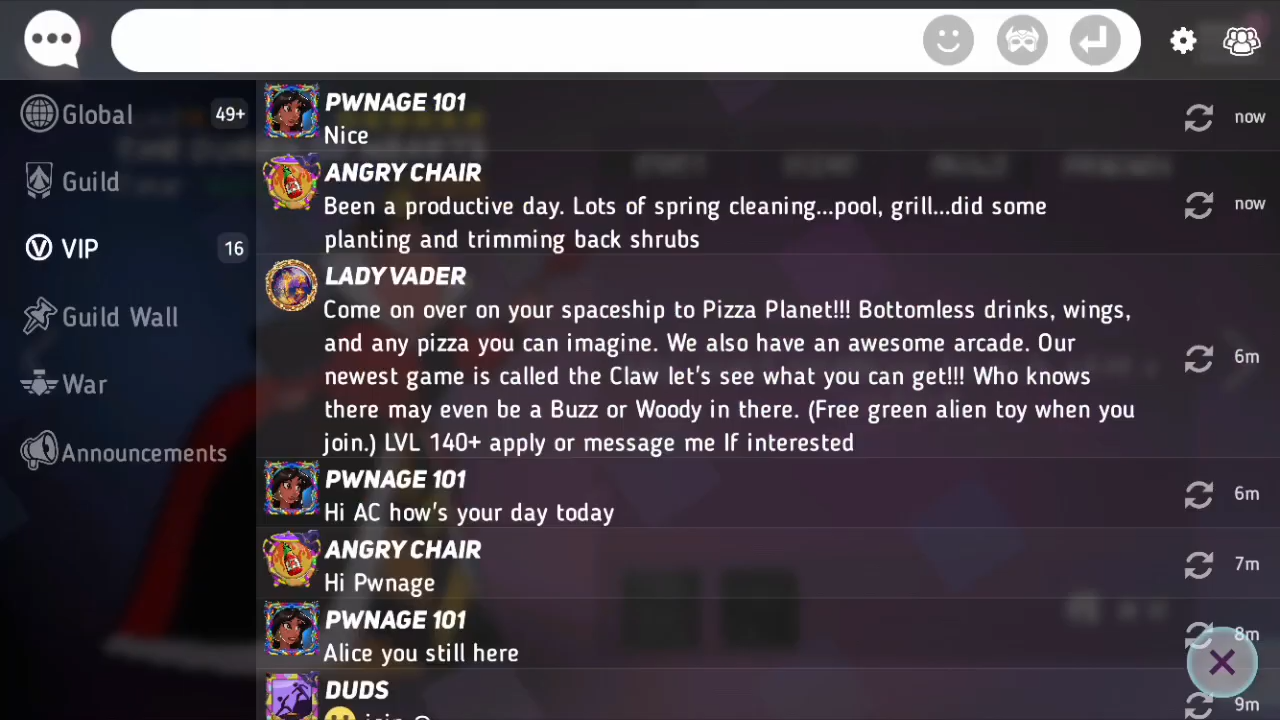 Global 49+
Guild
VIP 16
Guild Wall
War
Announcements
PWNAGE 101
Nice
now
ANGRY CHAIR
Been a productive day. Lots of spring cleaning...pool, grill...did some
planting and trimming back shrubs
now
LADY VADER
Come on over on your spaceship to Pizza Planet!!! Bottomless drinks, wings,
and any pizza you can imagine. We also have an awesome arcade. Our
newest game is called the Claw let's see what you can get!!! Who knows
there may even be a Buzz or Woody in there. (Free green alien toy when you
join.) LVL 140+ apply or message me If interested
6m
PWNAGE 101
Hi AC how's your day today
6m
ANGRY CHAIR
Hi Pwnage
7m
PWNAGE 101
Alice you still here
8m
DUDS
9m